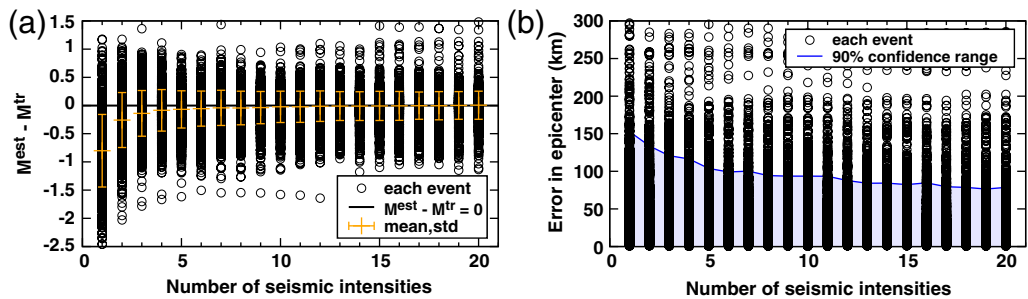 (a)
1.5
1
0.5
0
-0.5
-1
-1.5
-2
-2.5
M^est - M^tr
0 5 10 15 20
Number of seismic intensities
each event
M^est - M^tr = 0
mean,std
(b)
300
250
200
150
100
50
0
Error in epicenter (km)
0 5 10 15 20
Number of seismic intensities
each event
90% confidence range